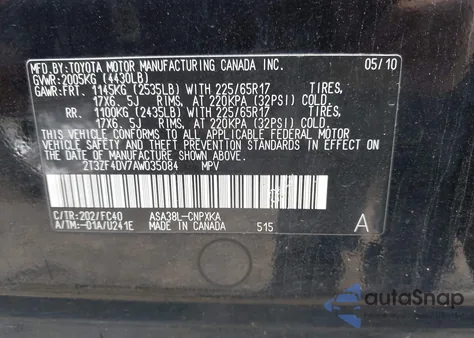 MFD.BY:TOYOTA MOTOR MANUFACTURING CANADA INC. 05/10
GVWR:2005KG (4430LB)
GAWR:FRT. 1145KG (2535LB) WITH 225/65R17 TIRES,
17X6.5J RIMS, AT 220KPA (32PSI) COLD
RR. 1100KG (2435LB) WITH 225/65R17 TIRES,
17X6.5J RIMS, AT 220KPA (32PSI) COLD
THIS VEHICLE CONFORMS TO ALL APPLICABLE FEDERAL MOTOR
VEHICLE SAFETY STANDARDS IN EFFECT ON THE DATE OF
MANUFACTURE SHOWN ABOVE.
2T3ZF4DV7AW035084 MPV
C/TR:202/FC40 ASA38L-CNPXKA
A/TM:-01A/U241E MADE IN CANADA 515 A
autoSnap